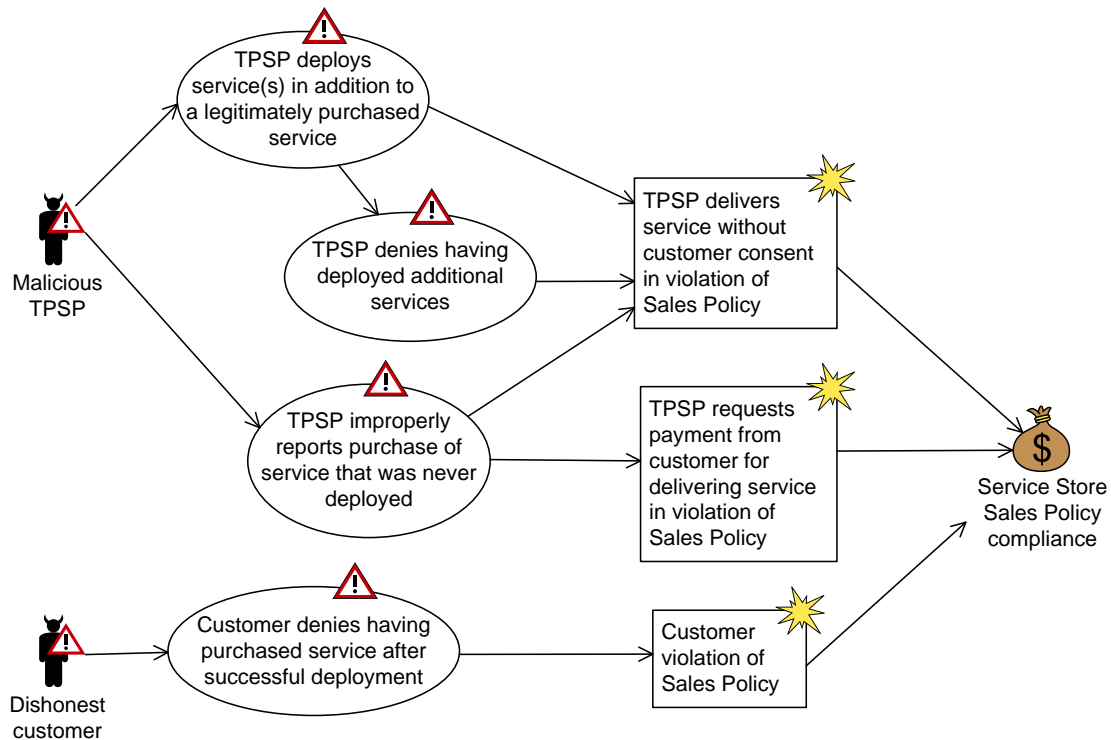 TPSP deploys
service(s) in addition to
a legitimately purchased
service
Malicious
TPSP
TPSP denies having
deployed additional
services
TPSP delivers
service without
customer consent
in violation of
Sales Policy
TPSP improperly
reports purchase of
service that was never
deployed
TPSP requests
payment from
customer for
delivering service
in violation of
Sales Policy
$
Service Store
Sales Policy
compliance
Customer denies having
purchased service after
successful deployment
Customer
violation of
Sales Policy
Dishonest
customer